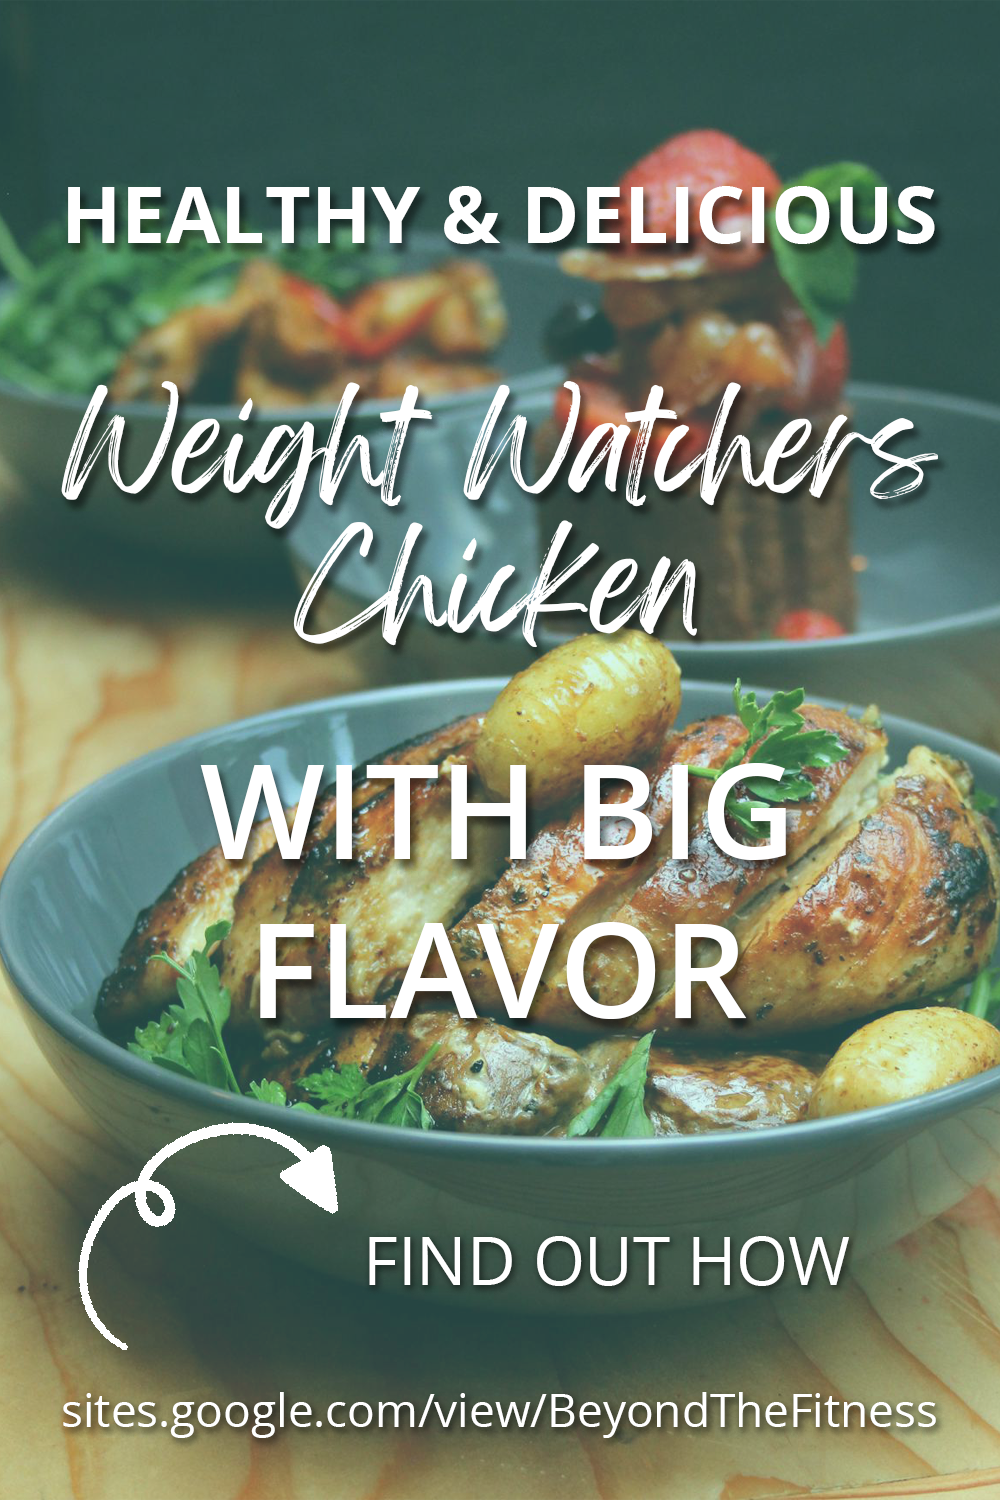 HEALTHY & DELICIOUS
Weight Watchers
Chicken
WITH BIG
FLAVOR
FIND OUT HOW
sites.google.com/view/BeyondTheFitness